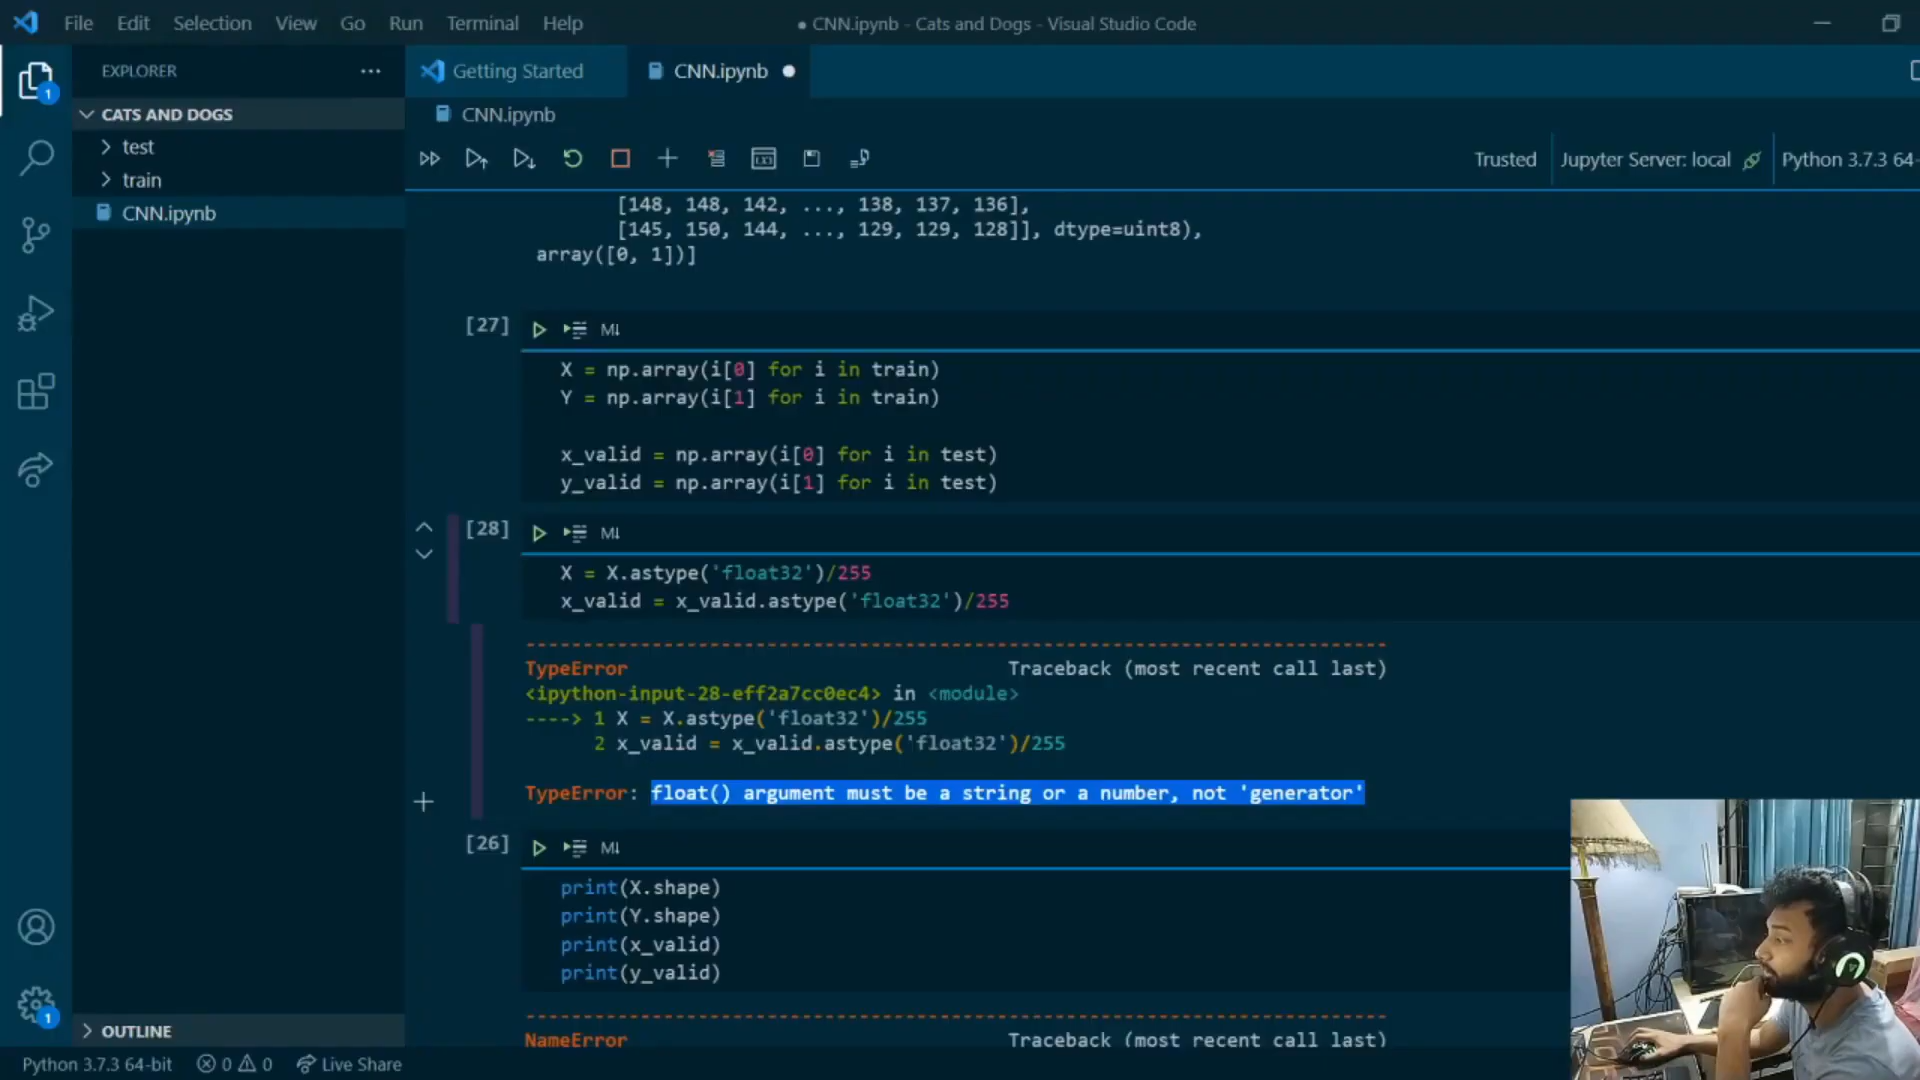 File Edit Selection View Go Run Terminal Help
● CNN.ipynb - Cats and Dogs - Visual Studio Code
EXPLORER ...
Getting Started
CNN.ipynb ●
1
CATS AND DOGS
test
train
CNN.ipynb
CNN.ipynb
Trusted
Jupyter Server: local
Python 3.7.3 64-
[148, 148, 142, ..., 138, 137, 136],
[145, 150, 144, ..., 129, 129, 128]], dtype=uint8),
array([0, 1])]
[27] M↓
X = np.array(i[0] for i in train)
Y = np.array(i[1] for i in train)
x_valid = np.array(i[0] for i in test)
y_valid = np.array(i[1] for i in test)
[28] M↓
X = X.astype('float32')/255
x_valid = x_valid.astype('float32')/255
---------------------------------------------------------------------------
TypeError Traceback (most recent call last)
<ipython-input-28-eff2a7cc0ec4> in <module>
----> 1 X = X.astype('float32')/255
2 x_valid = x_valid.astype('float32')/255
TypeError: float() argument must be a string or a number, not 'generator'
[26] M↓
print(X.shape)
print(Y.shape)
print(x_valid)
print(y_valid)
---------------------------------------------------------------------------
NameError Traceback (most recent call last)
1
OUTLINE
Python 3.7.3 64-bit 0 0 Live Share